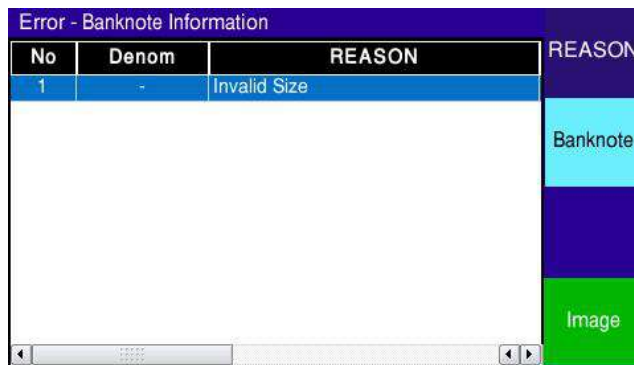 Error - Banknote Information
No Denom REASON
1 - Invalid Size
REASON
Banknote
Image